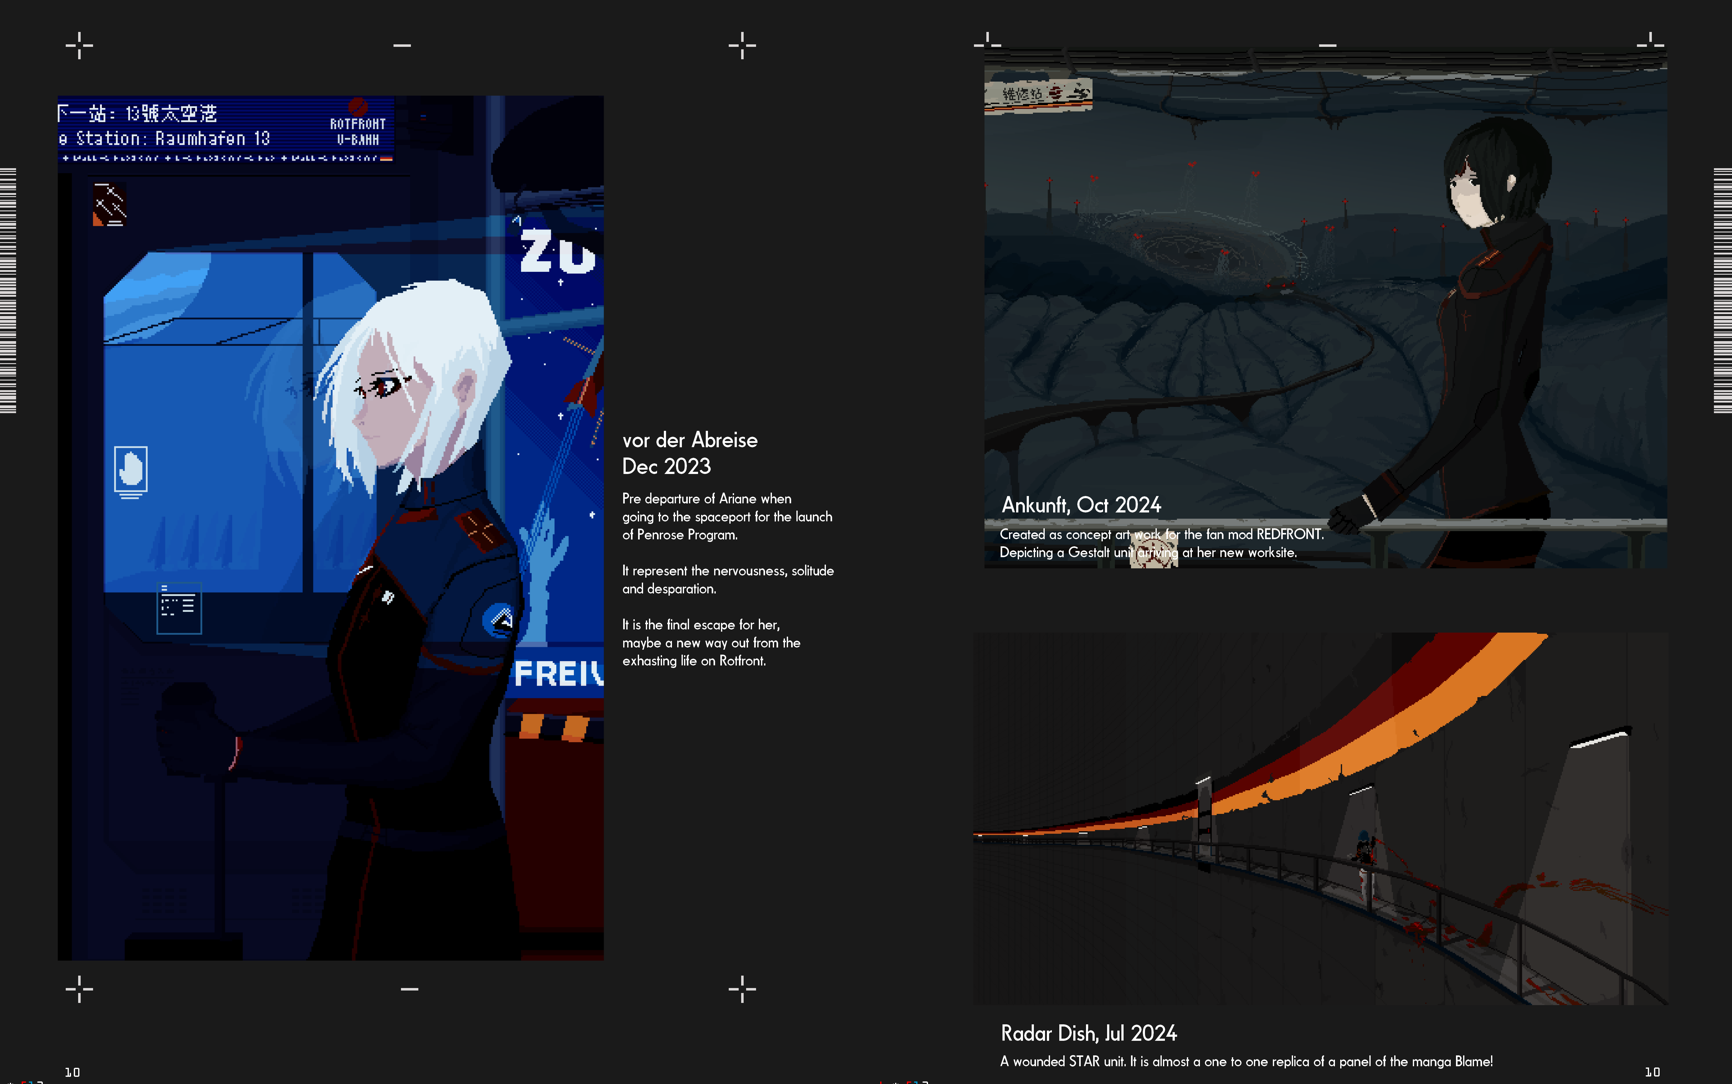 下一站: 13號太空港
e Station: Raumhafen 13
ROTFRONT
U-BAHN
ZU
FREIV
vor der Abreise
Dec 2023
Pre departure of Ariane when
going to the spaceport for the launch
of Penrose Program.
It represent the nervousness, solitude
and desparation.
It is the final escape for her,
maybe a new way out from the
exhasting life on Rotfront.
10
維修站
Ankunft, Oct 2024
Created as concept art work for the fan mod REDFRONT.
Depicting a Gestalt unit arriving at her new worksite.
Radar Dish, Jul 2024
A wounded STAR unit. It is almost a one to one replica of a panel of the manga Blame!
10